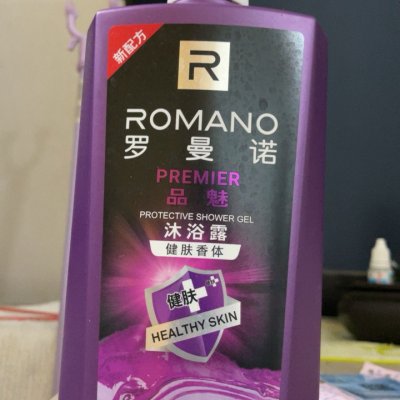 新配方
R
ROMANO
罗曼诺
PREMIER
品魅
PROTECTIVE SHOWER GEL
沐浴露
健肤香体
健肤
HEALTHY SKIN